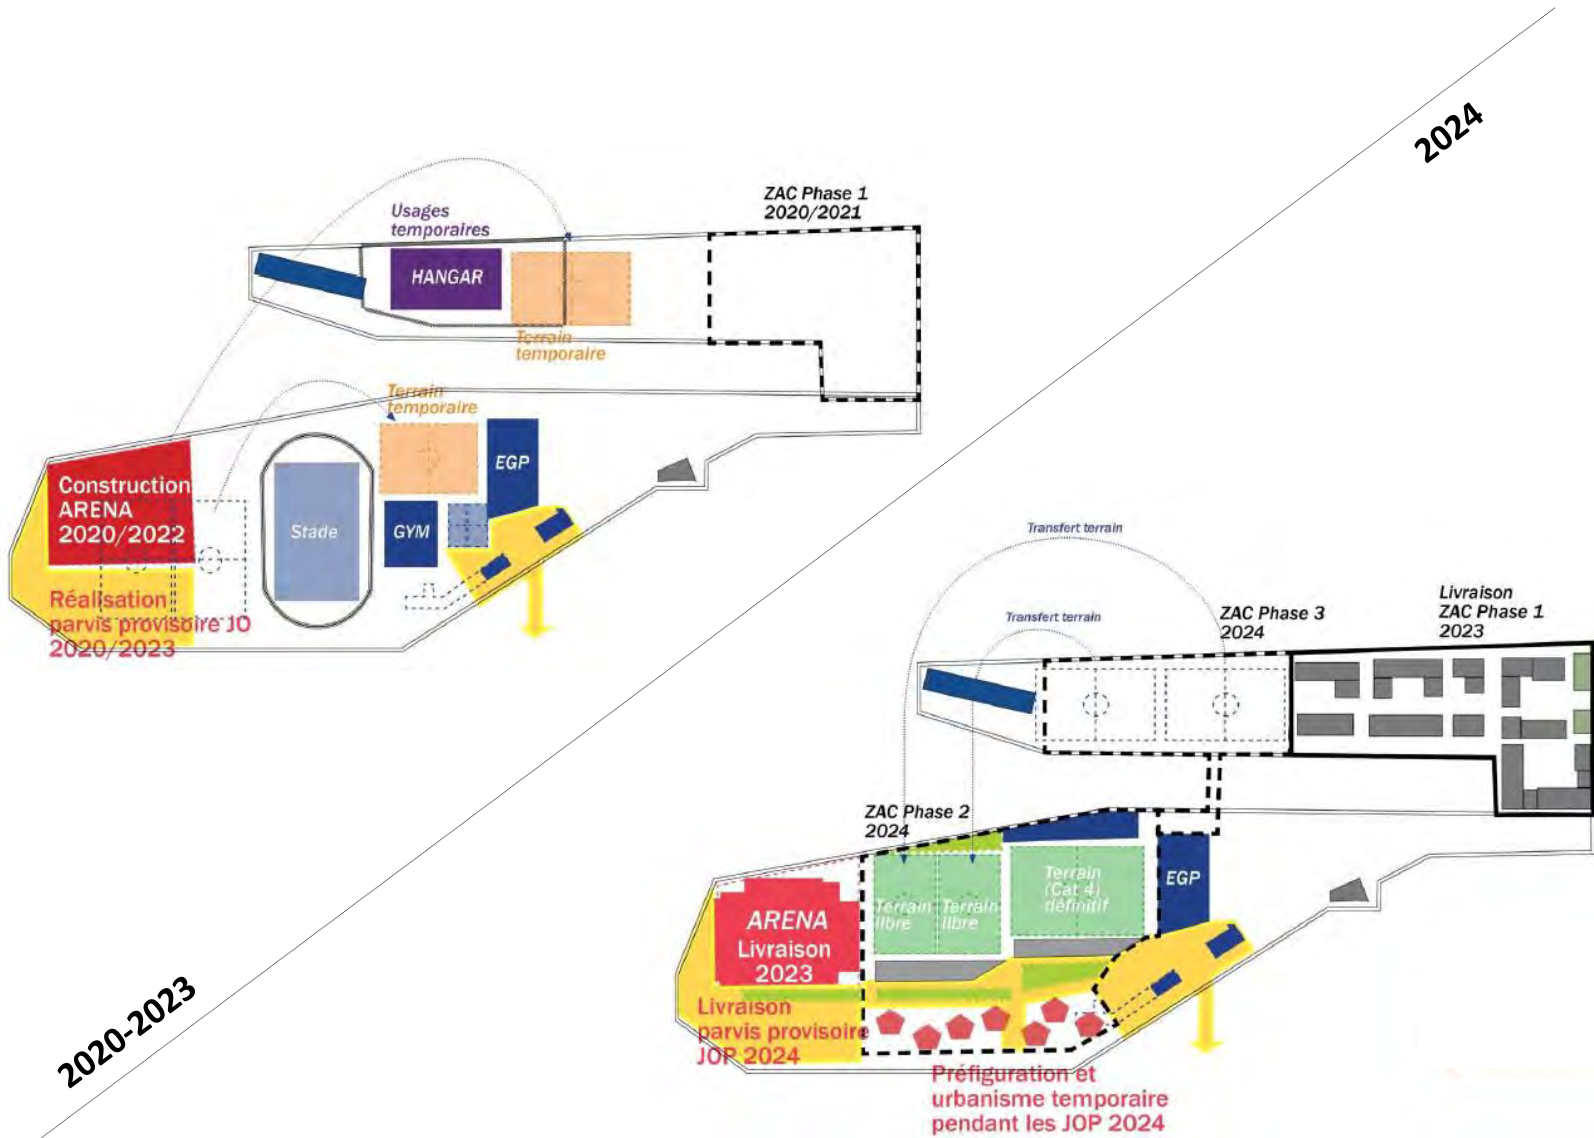 2024
ZAC Phase 1
2020/2021
Usages
temporaires
HANGAR
Terrain
temporaire
Terrain
temporaire
EGP
Construction
ARENA
2020/2022
Stade
GYM
Réalisation
parvis provisoire JO
2020/2023
2020-2023
Transfert terrain
Transfert terrain
ZAC Phase 3
2024
Livraison
ZAC Phase 1
2023
ZAC Phase 2
2024
Terrain
(Cat 4)
définitif
EGP
Terrain
libre
Terrain
libre
ARENA
Livraison
2023
Livraison
parvis provisoire
JOP 2024
Préfiguration et
urbanisme temporaire
pendant les JOP 2024